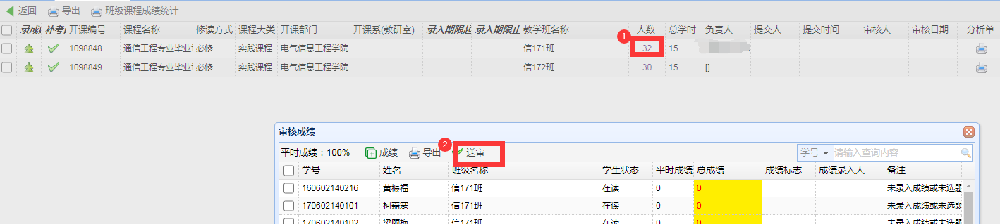 返回 导出 班级课程成绩统计
录成 补考 开课编号 课程名称 修读方式 课程大类 开课部门 开课系(教研室) 录入期限起 录入期限止 教学班名称 人数 总学时 负责人 提交人 提交时间 审核人 审核日期 分析单
1
1098848 通信工程专业毕业 必修 实践课程 电气信息工程学院 信171班 32 15
1098849 通信工程专业毕业 必修 实践课程 电气信息工程学院 信172班 30 15 []
审核成绩
2
平时成绩：100% 成绩 导出 送审 学号 请输入查询内容
学号 姓名 班级名称 学生状态 平时成绩 总成绩 成绩标志 成绩录入人 备注
160602140216 黄振福 信171班 在读 0 0 未录入成绩或未选题
170602140101 柯嘉寒 信171班 在读 0 0 未录入成绩或未选题
170602140102 信171班 在读 0 0 未录入成绩或未选题